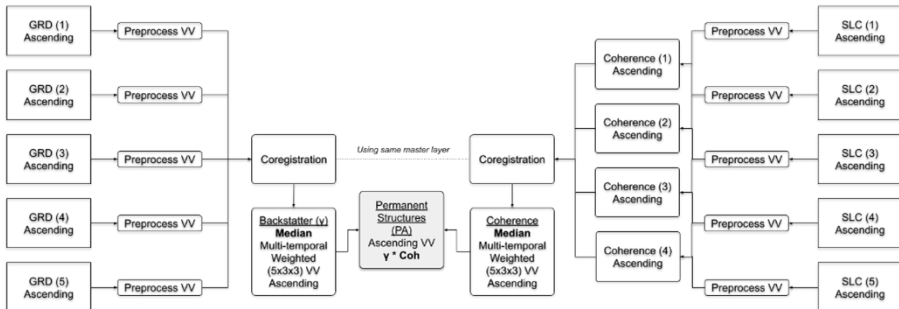 GRD (1)
Ascending
Preprocess VV
GRD (2)
Ascending
Preprocess VV
GRD (3)
Ascending
Preprocess VV
GRD (4)
Ascending
Preprocess VV
GRD (5)
Ascending
Preprocess VV
Coregistration
Using same master layer
Coregistration
Backstatter (γ)
Median
Multi-temporal
Weighted
(5x3x3) VV
Ascending
Permanent
Structures
(PA)
Ascending VV
γ * Coh
Coherence
Median
Multi-temporal
Weighted
(5x3x3) VV
Ascending
Coherence (1)
Ascending
Coherence (2)
Ascending
Coherence (3)
Ascending
Coherence (4)
Ascending
Preprocess VV
SLC (1)
Ascending
Preprocess VV
SLC (2)
Ascending
Preprocess VV
SLC (3)
Ascending
Preprocess VV
SLC (4)
Ascending
Preprocess VV
SLC (5)
Ascending